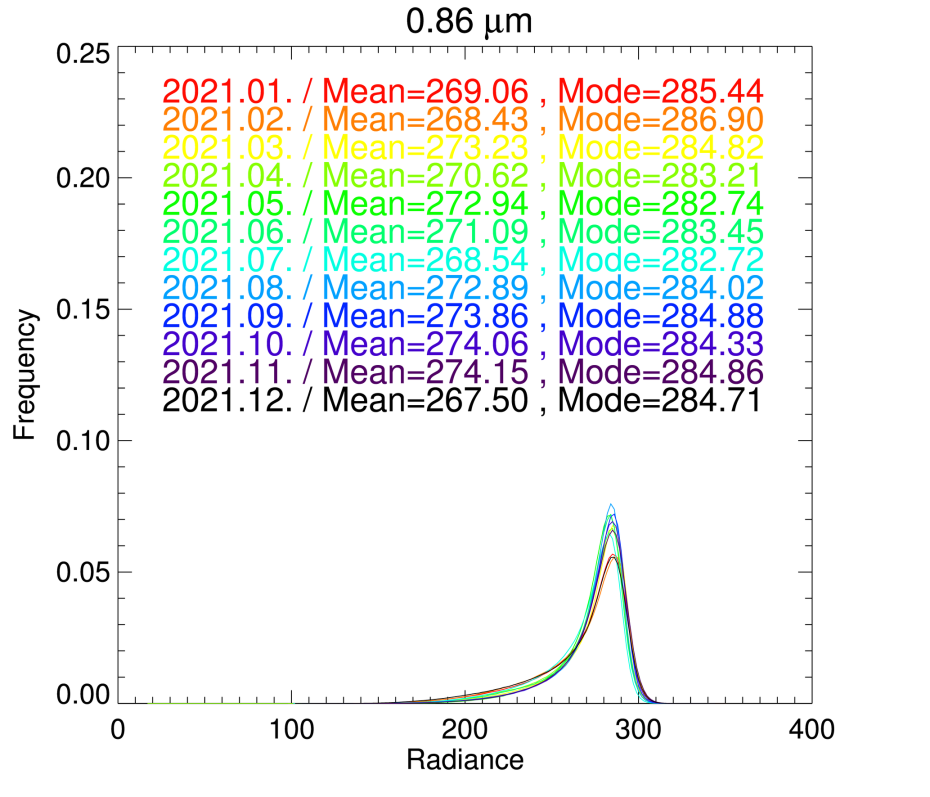 0.86 μm
0.25
2021.01. / Mean=269.06 , Mode=285.44
2021.02. / Mean=268.43 , Mode=286.90
2021.03. / Mean=273.23 , Mode=284.82
2021.04. / Mean=270.62 , Mode=283.21
0.20
2021.05. / Mean=272.94 , Mode=282.74
2021.06. / Mean=271.09 , Mode=283.45
2021.07. / Mean=268.54 , Mode=282.72
2021.08. / Mean=272.89 , Mode=284.02
0.15
2021.09. / Mean=273.86 , Mode=284.88
2021.10. / Mean=274.06 , Mode=284.33
2021.11. / Mean=274.15 , Mode=284.86
2021.12. / Mean=267.50 , Mode=284.71
Frequency
0.10
0.05
0.00
0 100 200 300 400
Radiance